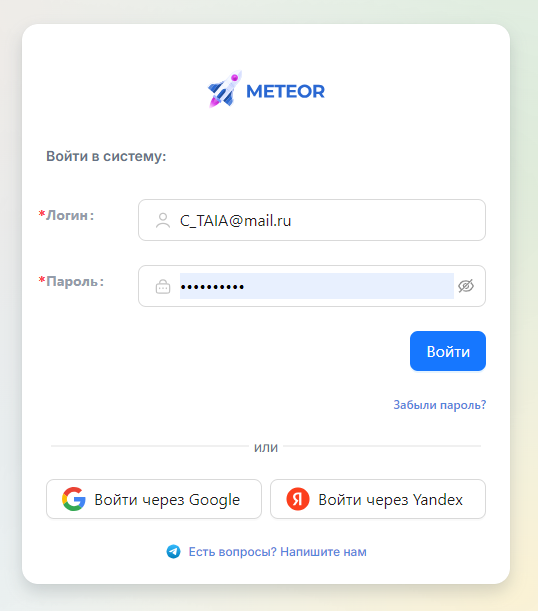 METEOR
Войти в систему:
*Логин:
C_TAIA@mail.ru
*Пароль:
••••••••••
Войти
Забыли пароль?
или
Войти через Google
Я Войти через Yandex
Есть вопросы? Напишите нам